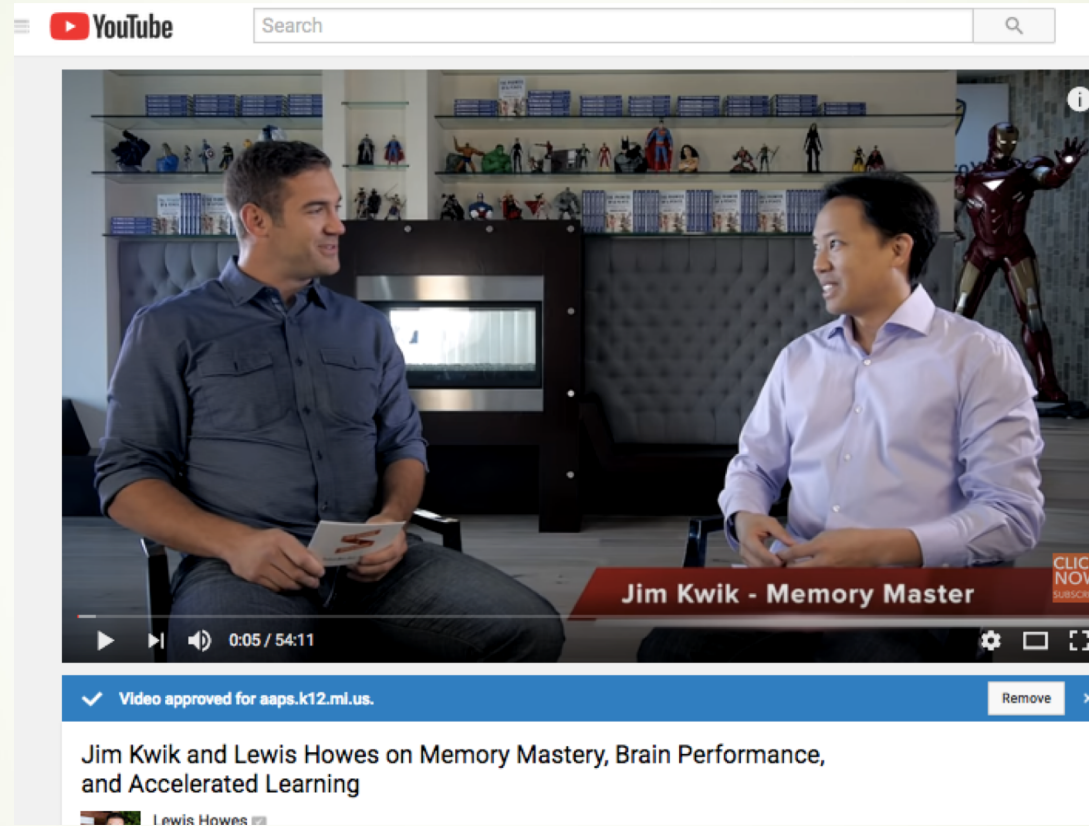 YouTube
Search
Jim Kwik - Memory Master
0:05 / 54:11
Video approved for aaps.k12.mi.us.
Remove
Jim Kwik and Lewis Howes on Memory Mastery, Brain Performance,
and Accelerated Learning
Lewis Howes